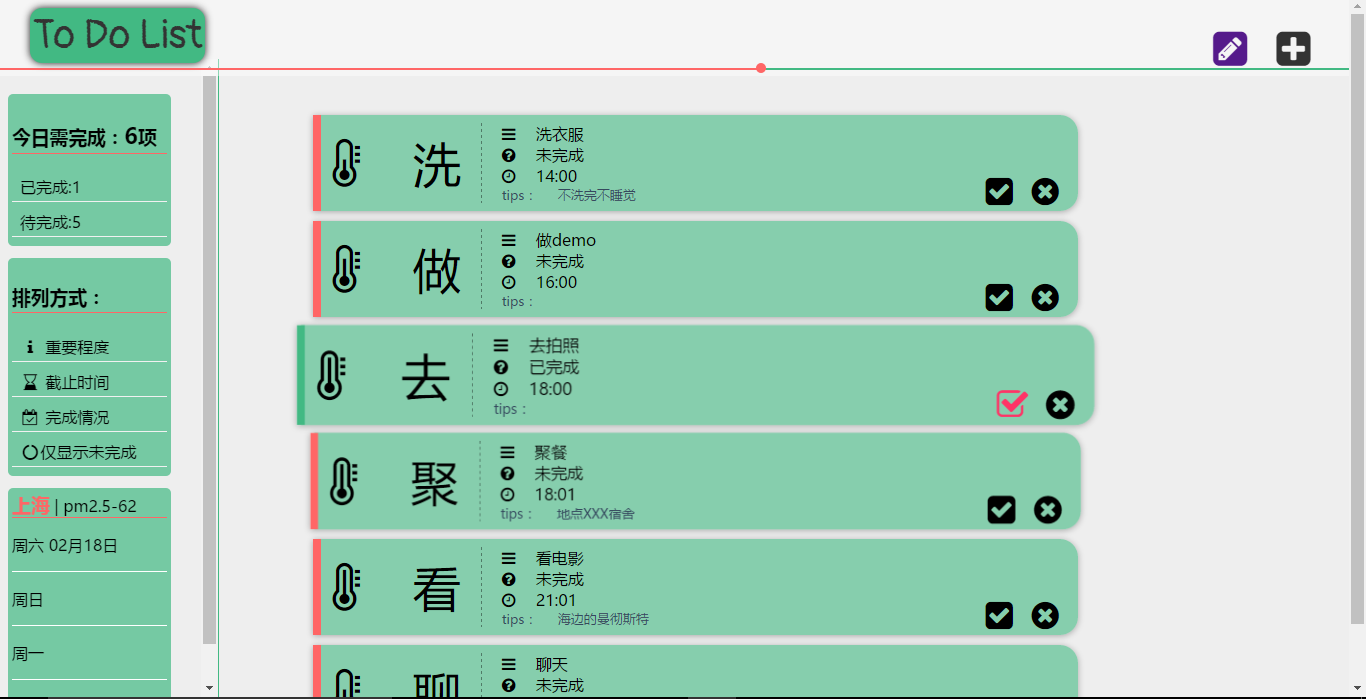 To Do List
今日需完成：6项
已完成:1
待完成:5
排列方式：
重要程度
截止时间
完成情况
仅显示未完成
上海 | pm2.5-62
周六 02月18日
周日
周一
洗
洗衣服
未完成
14:00
tips： 不洗完不睡觉
做
做demo
未完成
16:00
tips：
去
去拍照
已完成
18:00
tips：
聚
聚餐
未完成
18:01
tips： 地点XXX宿舍
看
看电影
未完成
21:01
tips： 海边的曼彻斯特
聊
聊天
未完成